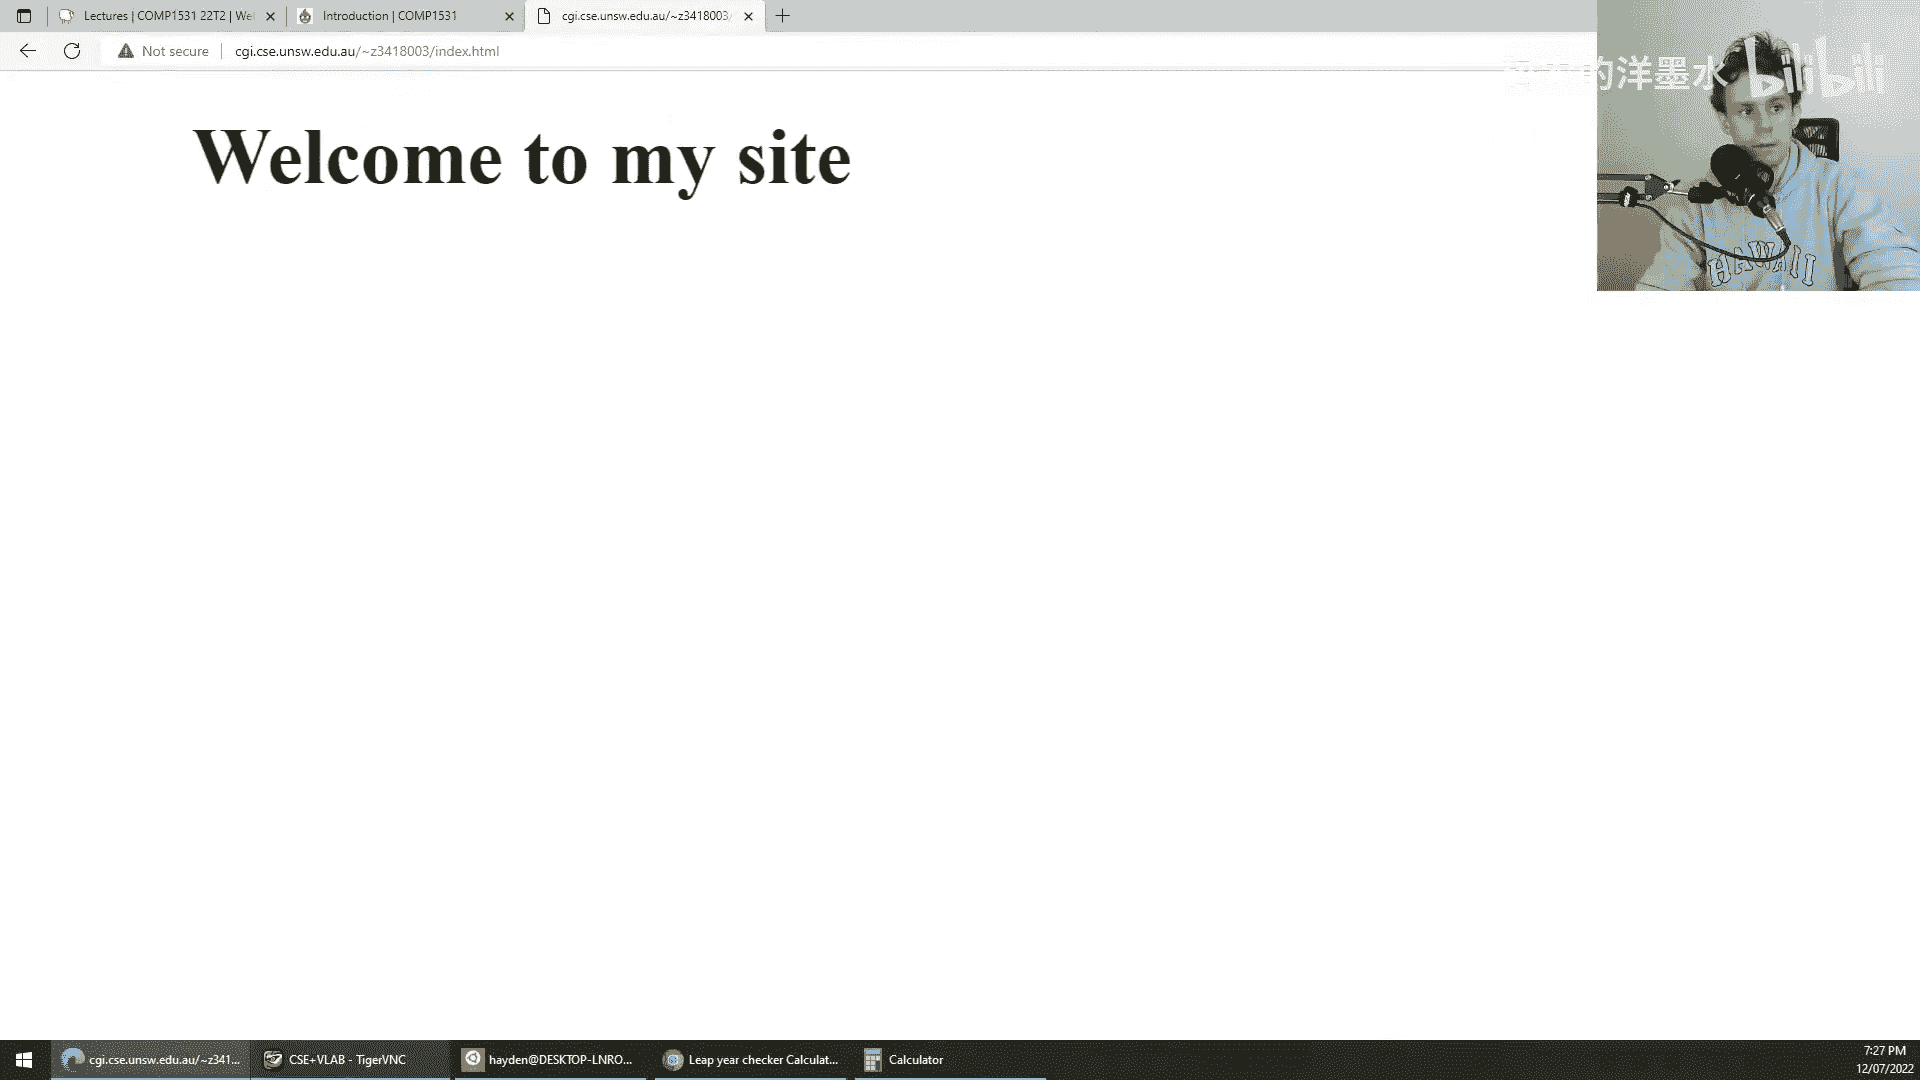 Lectures | COMP1531 22T2 | We
Introduction | COMP1531
cgi.cse.unsw.edu.au/~z3418003/
Not secure
cgi.cse.unsw.edu.au/~z3418003/index.html
的洋墨水 bilibili
Welcome to my site
HAWAII
cgi.cse.unsw.edu.au/~z341...
CSE+VLAB - TigerVNC
hayden@DESKTOP-LNRO...
Leap year checker Calculat...
Calculator
7:27 PM
12/07/2022